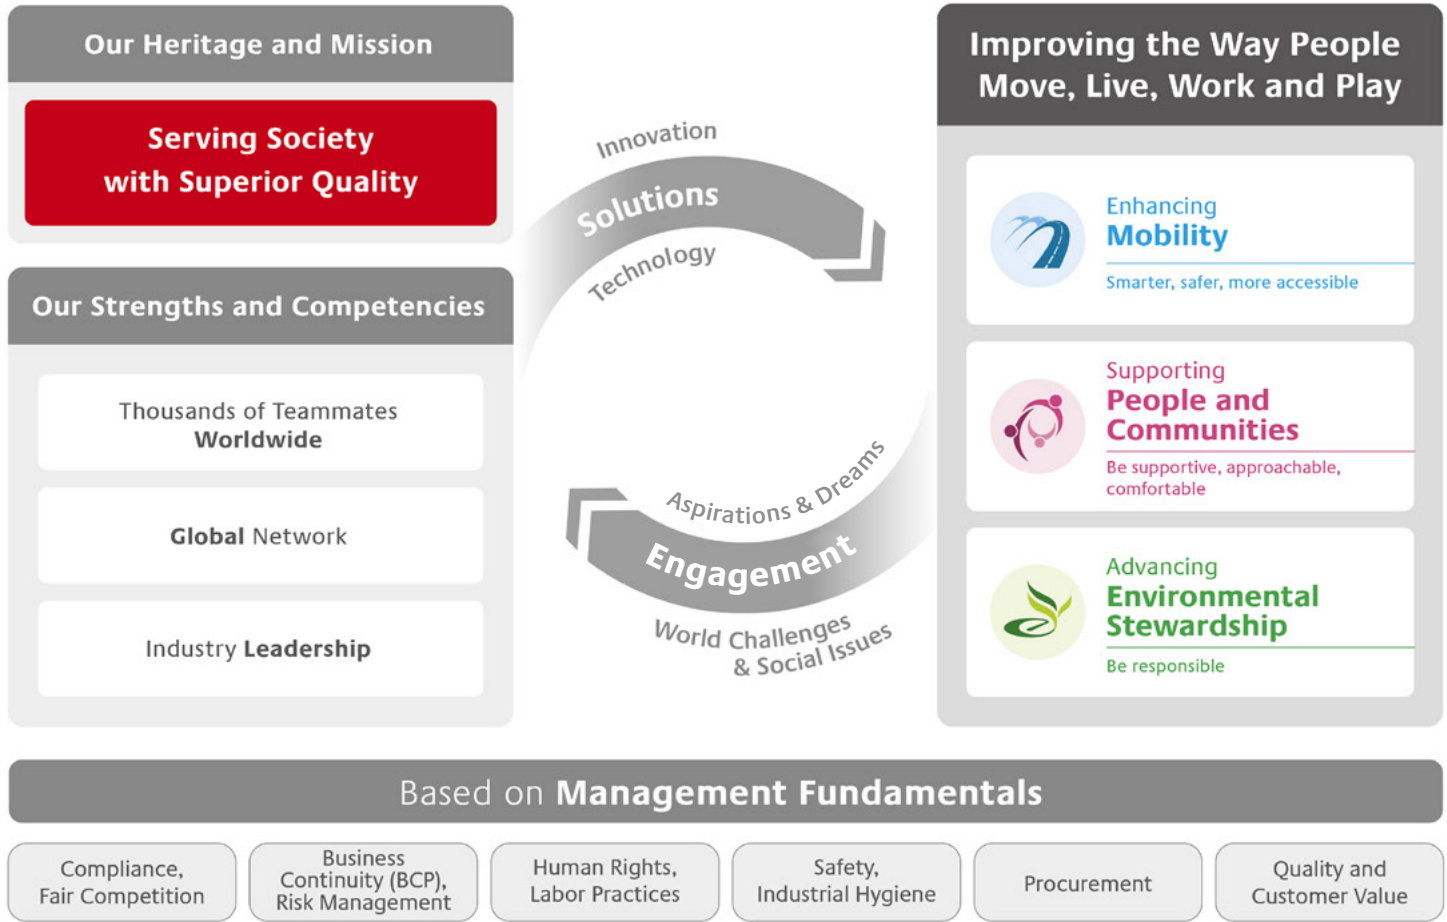 Our Heritage and Mission
Serving Society
with Superior Quality
Our Strengths and Competencies
Thousands of Teammates
Worldwide
Global Network
Industry Leadership
Innovation
Solutions
Technology
Aspirations & Dreams
Engagement
World Challenges
& Social Issues
Improving the Way People
Move, Live, Work and Play
Enhancing
Mobility
Smarter, safer, more accessible
Supporting
People and
Communities
Be supportive, approachable,
comfortable
Advancing
Environmental
Stewardship
Be responsible
Based on Management Fundamentals
Compliance,
Fair Competition
Business
Continuity (BCP),
Risk Management
Human Rights,
Labor Practices
Safety,
Industrial Hygiene
Procurement
Quality and
Customer Value